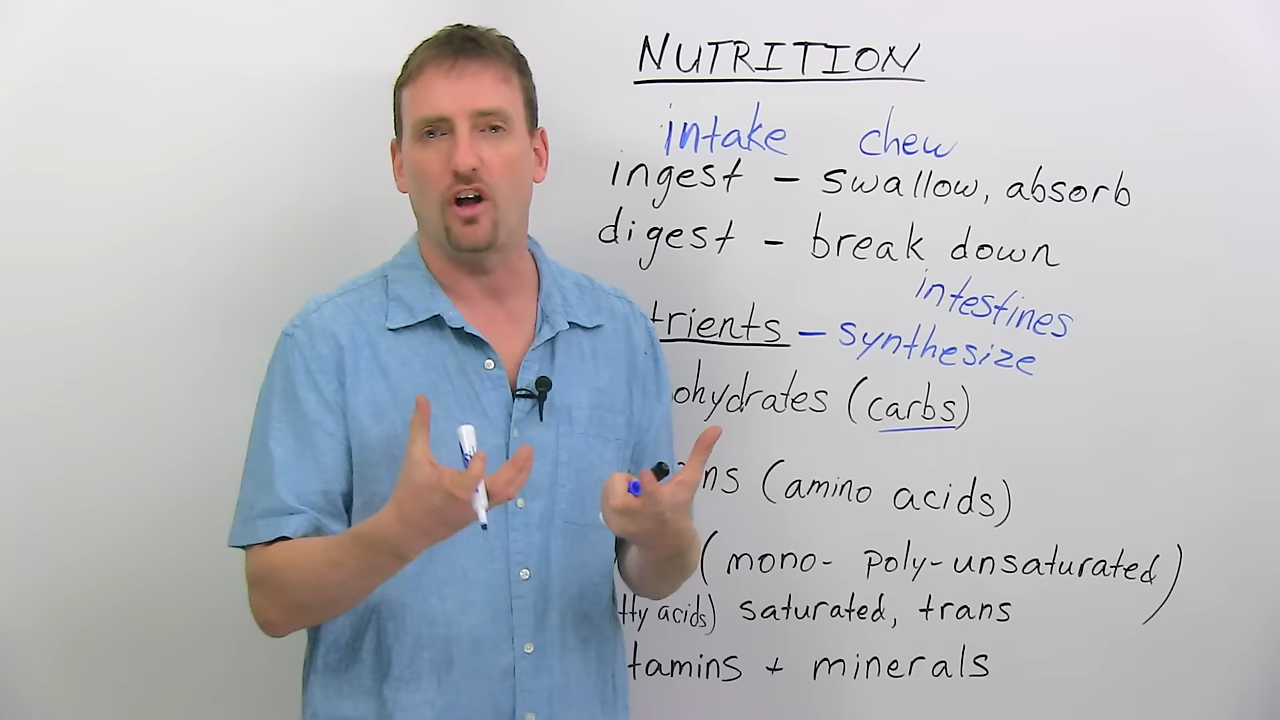 NUTRITION
intake chew
ingest – swallow, absorb
digest – break down
intestines
trients – synthesize
ohydrates (carbs)
ns (amino acids)
(mono- poly-unsaturated)
tty acids) saturated, trans
tamins + minerals